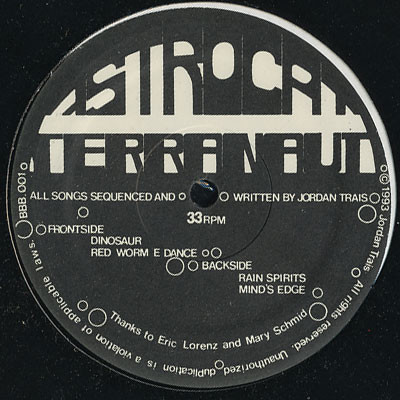 ASTROCAT
TERRANAUT
ALL SONGS SEQUENCED AND WRITTEN BY JORDAN TRAIS
33 RPM
BBB. 001
FRONTSIDE
DINOSAUR
RED WORM E DANCE
BACKSIDE
RAIN SPIRITS
MIND'S EDGE
Thanks to Eric Lorenz and Mary Schmid
©1993 Jordan Trais
All rights reserved. Unauthorized duplication is a violation of applicable laws.